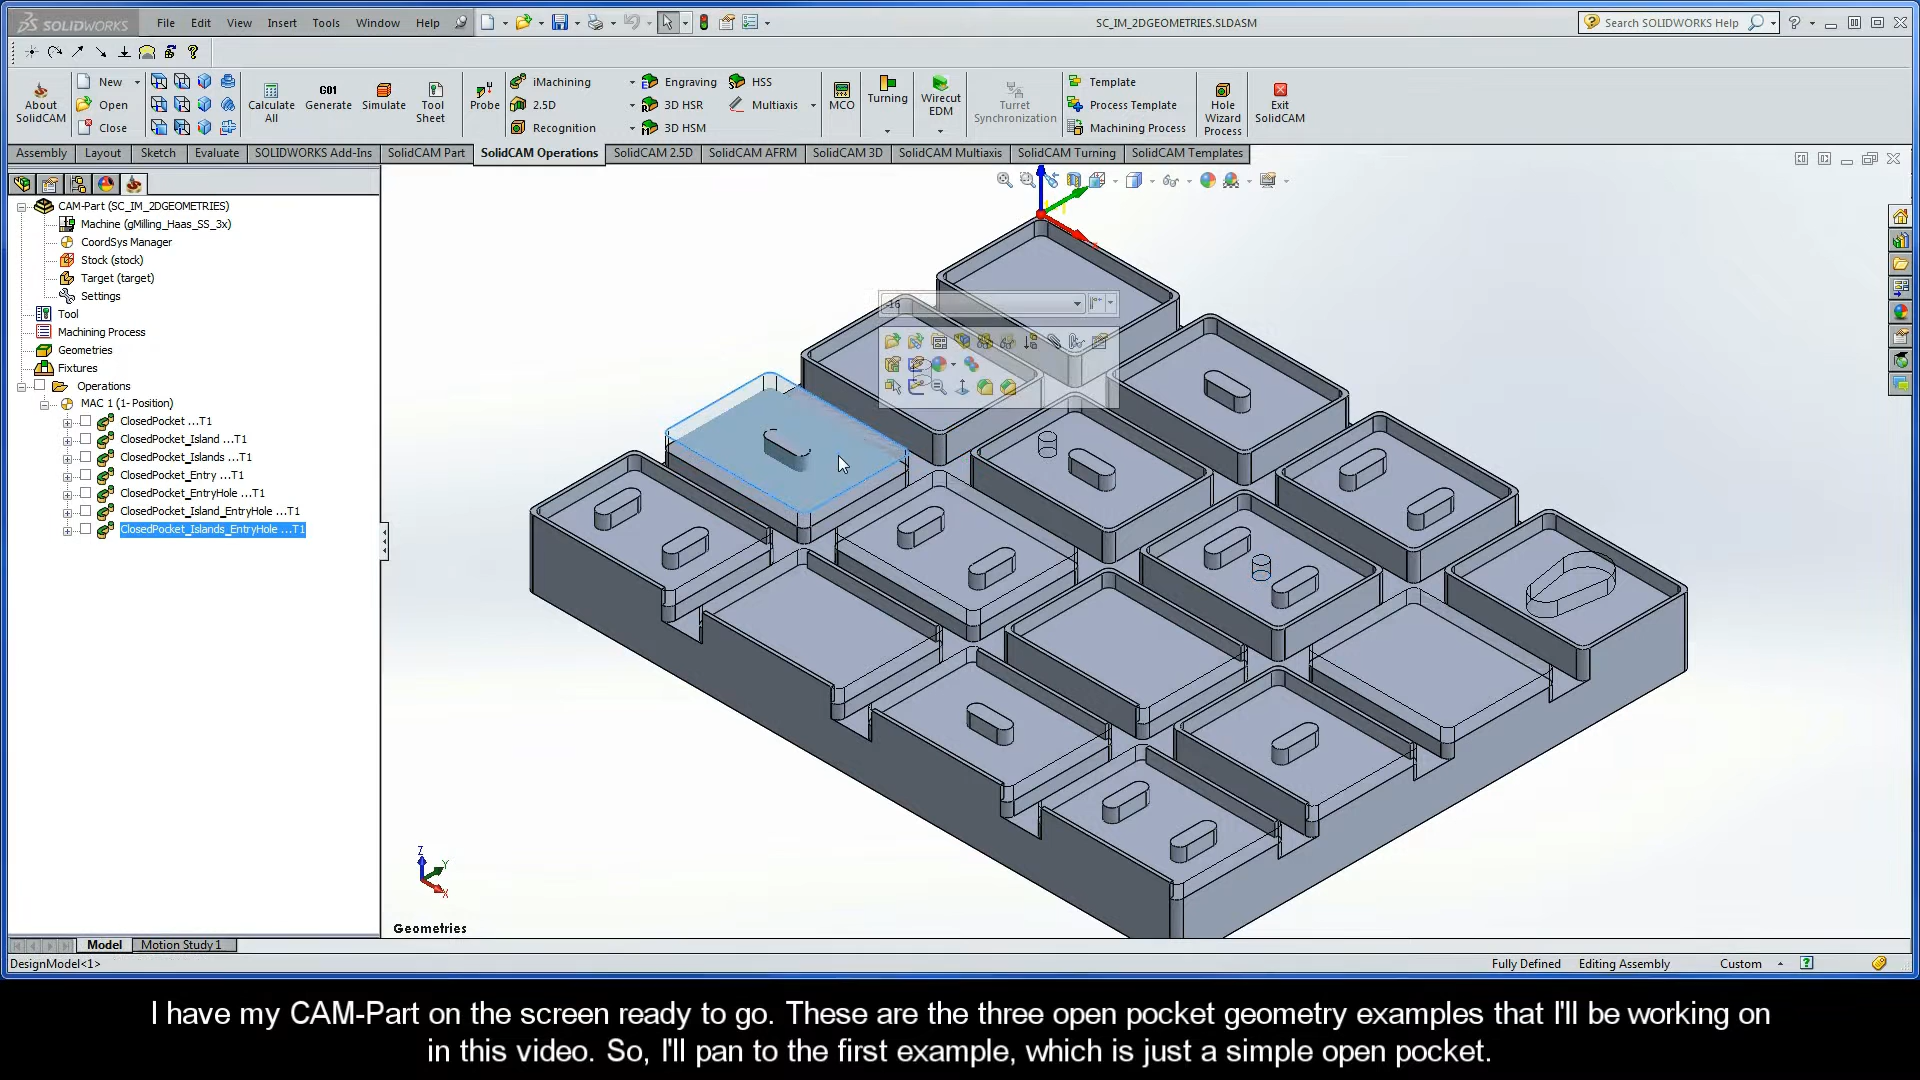 SOLIDWORKS File Edit View Insert Tools Window Help SC_IM_2DGEOMETRIES.SLDASM Search SOLIDWORKS Help
About SolidCAM
New
Open
Close
Calculate All
G01
Generate
Simulate
Tool Sheet
Probe
iMachining
2.5D
Recognition
Engraving
3D HSR
3D HSM
HSS
Multiaxis
MCO
Turning
Wirecut EDM
Turret Synchronization
Template
Process Template
Machining Process
Hole Wizard Process
Exit SolidCAM
Assembly Layout Sketch Evaluate SOLIDWORKS Add-Ins SolidCAM Part SolidCAM Operations SolidCAM 2.5D SolidCAM AFRM SolidCAM 3D SolidCAM Multiaxis SolidCAM Turning SolidCAM Templates
CAM-Part (SC_IM_2DGEOMETRIES)
Machine (gMilling_Haas_SS_3x)
CoordSys Manager
Stock (stock)
Target (target)
Settings
Tool
Machining Process
Geometries
Fixtures
Operations
MAC 1 (1- Position)
ClosedPocket ...T1
ClosedPocket_Island ...T1
ClosedPocket_Islands ...T1
ClosedPocket_Entry ...T1
ClosedPocket_EntryHole ...T1
ClosedPocket_Island_EntryHole ...T1
ClosedPocket_Islands_EntryHole ...T1
-16
Z
Y
X
Geometries
Model Motion Study 1
DesignModel<1> Fully Defined Editing Assembly Custom
I have my CAM-Part on the screen ready to go. These are the three open pocket geometry examples that I'll be working on
in this video. So, I'll pan to the first example, which is just a simple open pocket.